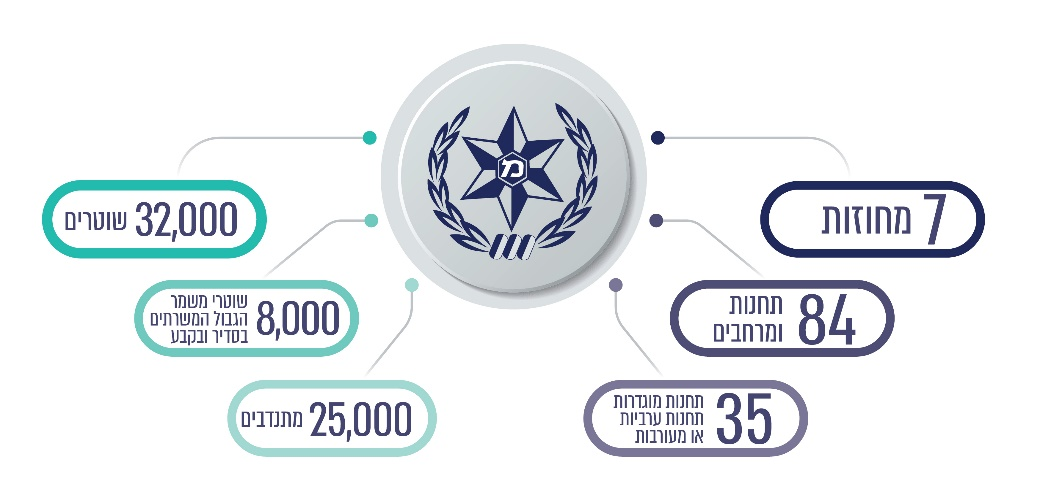 מ
7 מחוזות
84 תחנות
ומרחבים
35 תחנות מוגדרות
תחנות ערביות
או מעורבות
32,000 שוטרים
8,000 שוטרי משמר
הגבול המשרתים
בסדיר ובקבע
25,000 מתנדבים